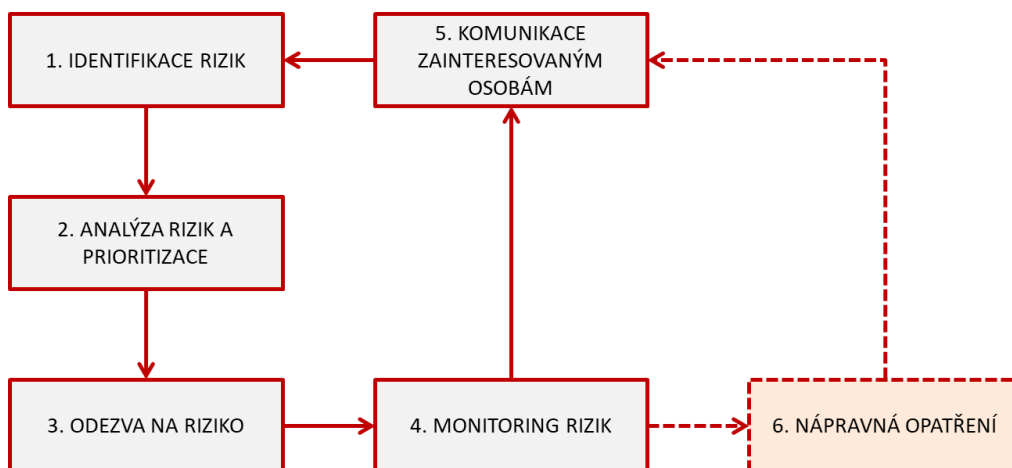 1. IDENTIFIKACE RIZIK
5. KOMUNIKACE
ZAINTERESOVANÝM
OSOBÁM
2. ANALÝZA RIZIK A
PRIORITIZACE
3. ODEZVA NA RIZIKO
4. MONITORING RIZIK
6. NÁPRAVNÁ OPATŘENÍ